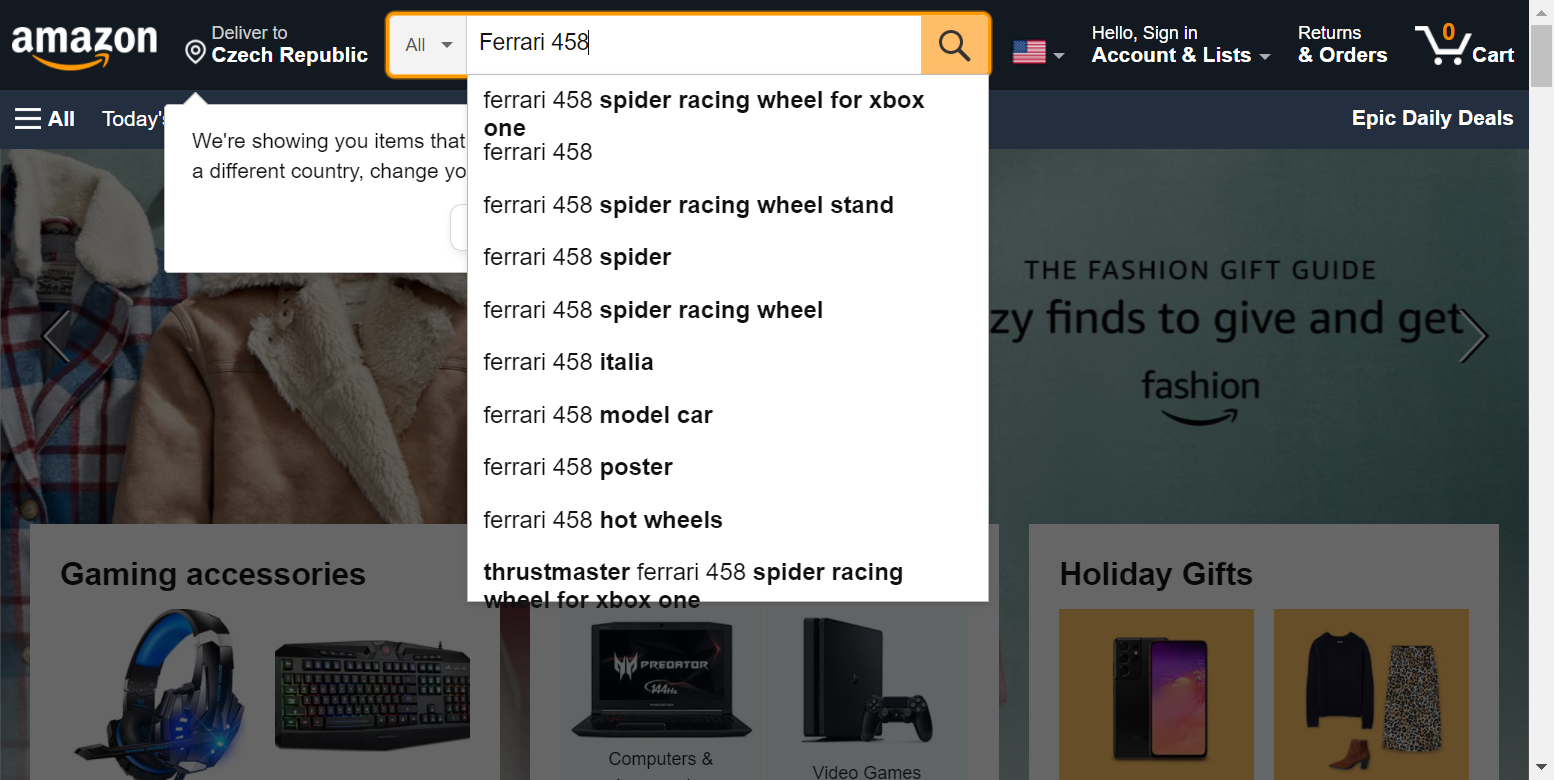 amazon
Deliver to
Czech Republic
All
Ferrari 458
Hello, Sign in
Account & Lists
Returns
& Orders
0
Cart
All
Today's
Epic Daily Deals
We're showing you items that
a different country, change yo
ferrari 458 spider racing wheel for xbox
one
ferrari 458
ferrari 458 spider racing wheel stand
ferrari 458 spider
ferrari 458 spider racing wheel
ferrari 458 italia
ferrari 458 model car
ferrari 458 poster
ferrari 458 hot wheels
thrustmaster ferrari 458 spider racing
wheel for xbox one
THE FASHION GIFT GUIDE
zy finds to give and get
fashion
Gaming accessories
Holiday Gifts
PREDATOR
144Hz
PREDATOR
Computers &
Video Games